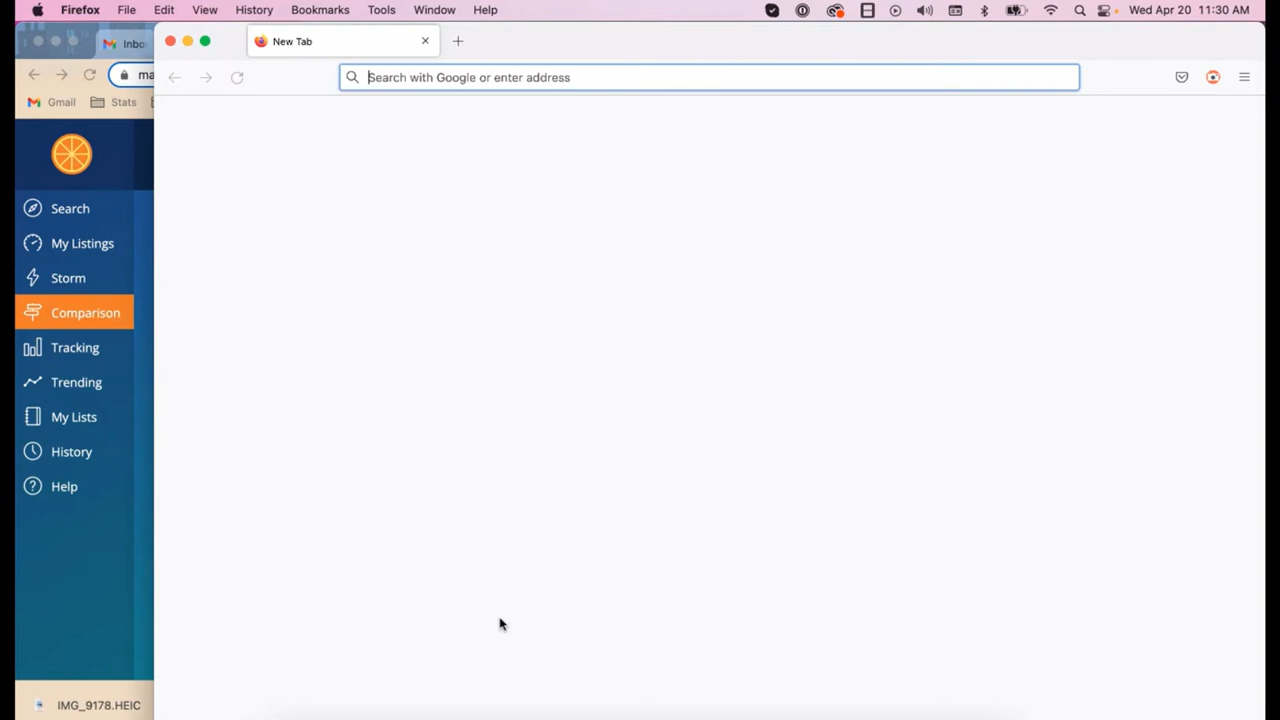 Firefox File Edit View History Bookmarks Tools Window Help Wed Apr 20 11:30 AM
Inbo New Tab
ma Search with Google or enter address
Gmail Stats
Search
My Listings
Storm
Comparison
Tracking
Trending
My Lists
History
Help
IMG_9178.HEIC